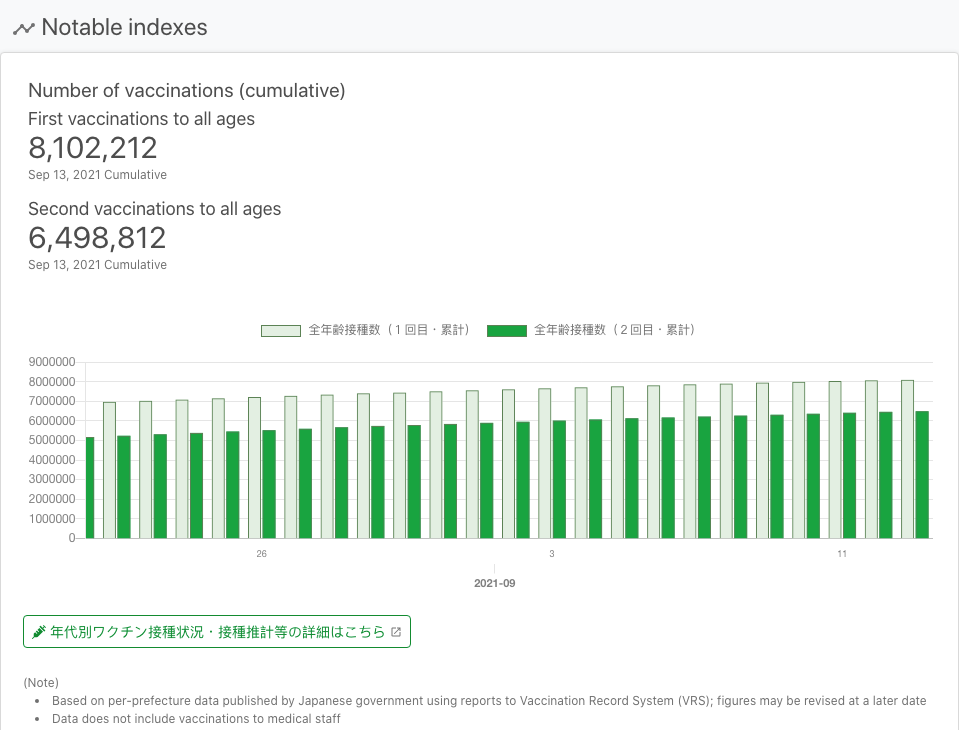 Notable indexes
Number of vaccinations (cumulative)
First vaccinations to all ages
8,102,212
Sep 13, 2021 Cumulative
Second vaccinations to all ages
6,498,812
Sep 13, 2021 Cumulative
全年齢接種数（１回目・累計） 全年齢接種数（２回目・累計）
9000000
8000000
7000000
6000000
5000000
4000000
3000000
2000000
1000000
0
26 3 11
2021-09
年代別ワクチン接種状況・接種推計等の詳細はこちら
(Note)
• Based on per-prefecture data published by Japanese government using reports to Vaccination Record System (VRS); figures may be revised at a later date
• Data does not include vaccinations to medical staff